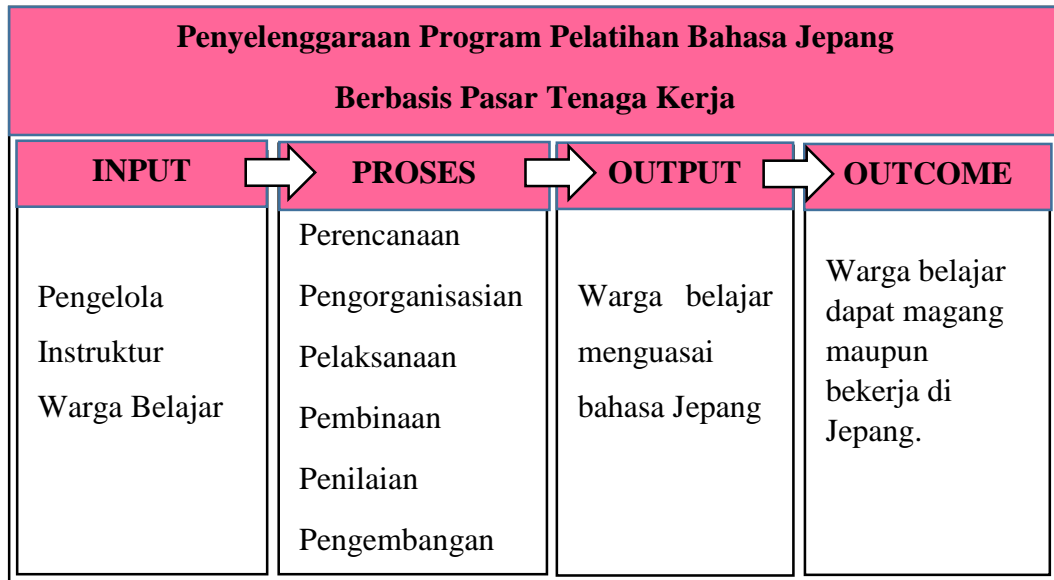 Penyelenggaraan Program Pelatihan Bahasa Jepang
Berbasis Pasar Tenaga Kerja
INPUT
PROSES
OUTPUT
OUTCOME
Pengelola
Instruktur
Warga Belajar
Perencanaan
Pengorganisasian
Pelaksanaan
Pembinaan
Penilaian
Pengembangan
Warga belajar
menguasai
bahasa Jepang
Warga belajar
dapat magang
maupun
bekerja di
Jepang.